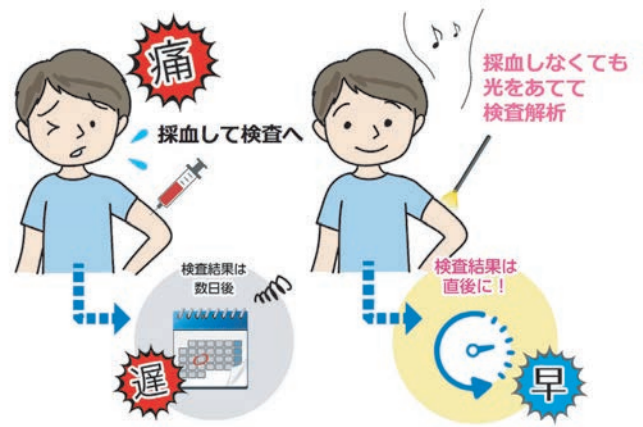 痛
採血して検査へ
検査結果は
数日後
遅
採血しなくても
光をあてて
検査解析
検査結果は
直後に！
早